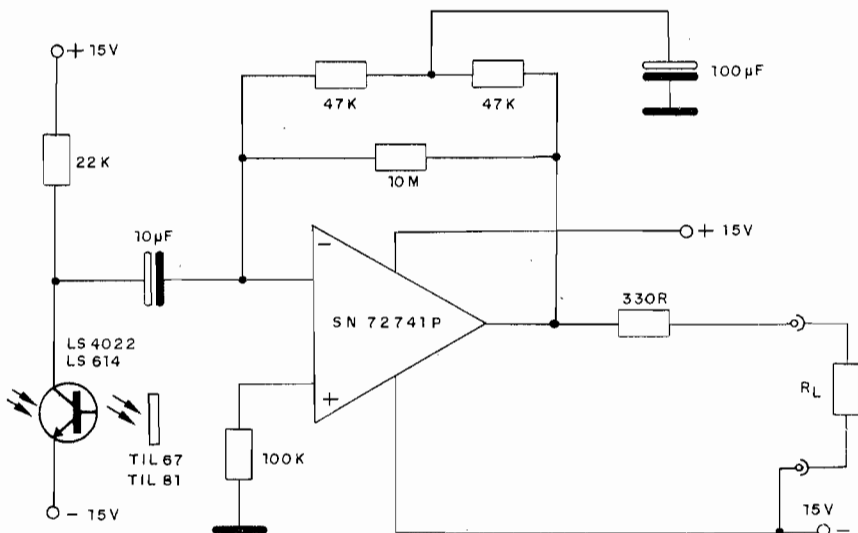 + 15V
47K
47K
100µF
22K
10M
10µF
−
+ 15V
SN 72741P
330R
LS 4022
LS 614
+
RL
TIL 67
TIL 81
100K
- 15V
15V
-